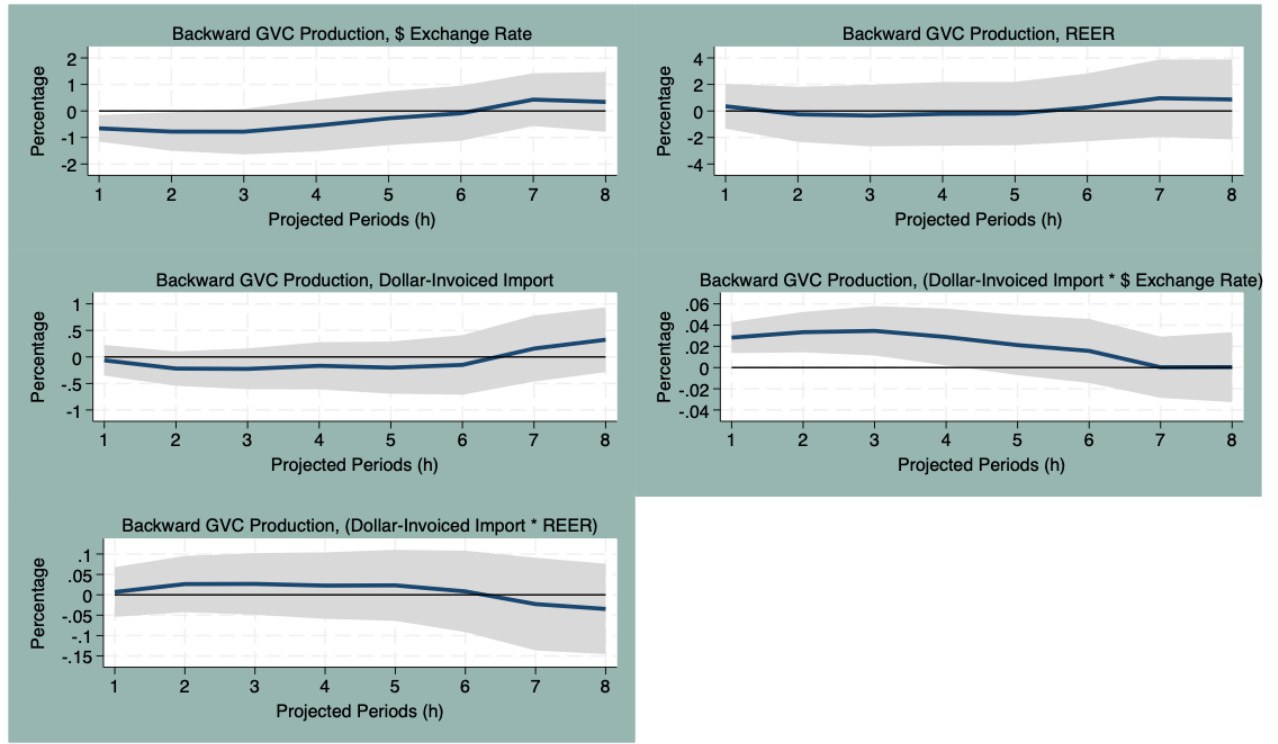 Backward GVC Production, $ Exchange Rate
Percentage
2
1
0
-1
-2
1 2 3 4 5 6 7 8
Projected Periods (h)
Backward GVC Production, REER
Percentage
4
2
0
-2
-4
1 2 3 4 5 6 7 8
Projected Periods (h)
Backward GVC Production, Dollar-Invoiced Import
Percentage
1
.5
0
-.5
-1
1 2 3 4 5 6 7 8
Projected Periods (h)
Backward GVC Production, (Dollar-Invoiced Import * $ Exchange Rate)
Percentage
.06
.04
.02
0
-.02
-.04
1 2 3 4 5 6 7 8
Projected Periods (h)
Backward GVC Production, (Dollar-Invoiced Import * REER)
Percentage
.1
.05
0
-.05
-.1
-.15
1 2 3 4 5 6 7 8
Projected Periods (h)